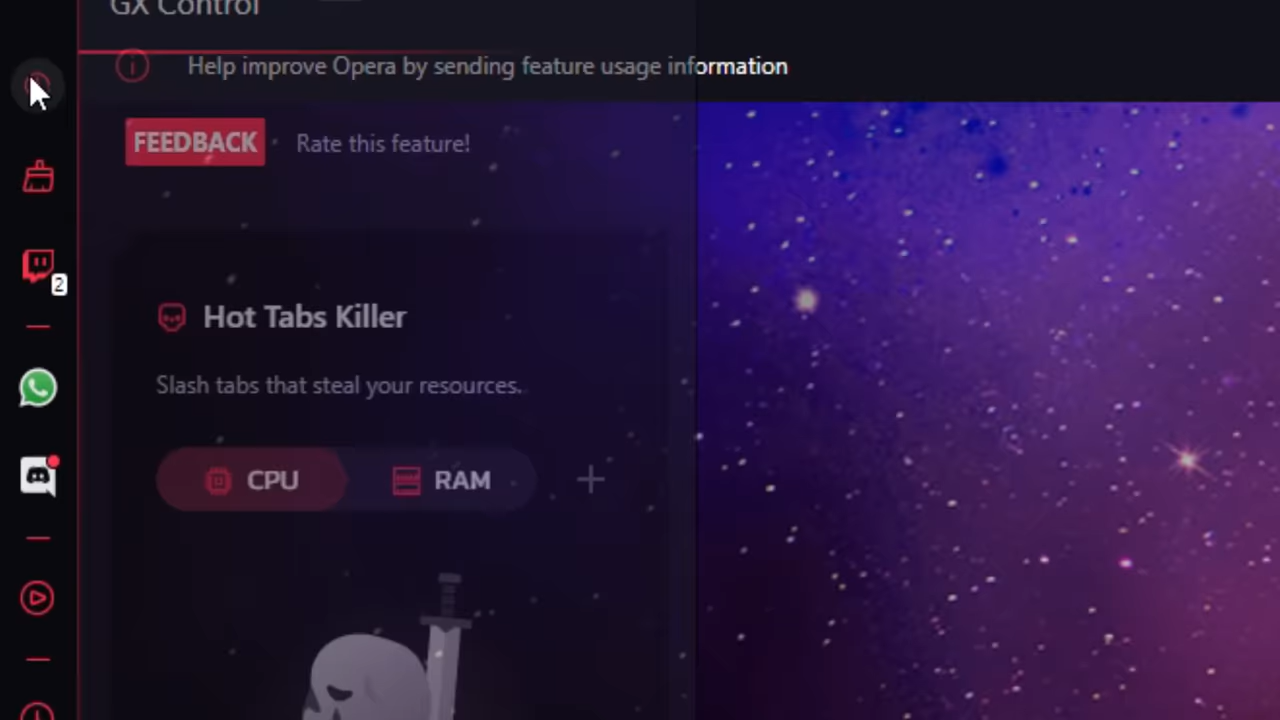 GX Control
Help improve Opera by sending feature usage information
FEEDBACK Rate this feature!
2
Hot Tabs Killer
Slash tabs that steal your resources.
CPU RAM